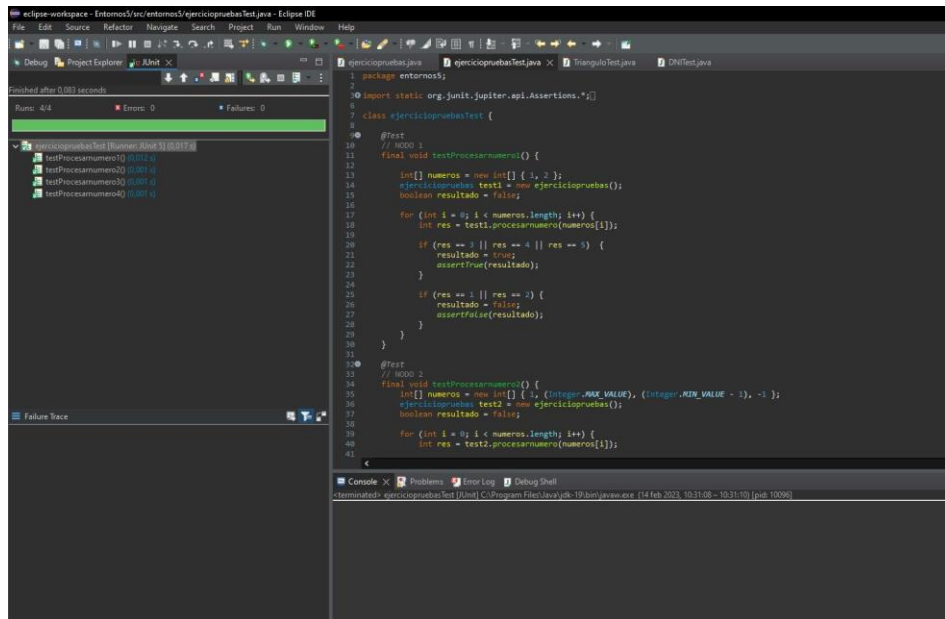 eclipse-workspace - Entornos5/src/entornos5/ejerciciopruebasTest.java - Eclipse IDE
File Edit Source Refactor Navigate Search Project Run Window Help
Debug Project Explorer JUnit
Finished after 0,083 seconds
Runs: 4/4 Errors: 0 Failures: 0
ejerciciopruebasTest [Runner: JUnit 5] (0,017 s)
testProcesarnumero1() (0,012 s)
testProcesarnumero2() (0,001 s)
testProcesarnumero3() (0,001 s)
testProcesarnumero4() (0,001 s)
Failure Trace
ejerciciopruebas.java ejerciciopruebasTest.java TrianguloTest.java DNITest.java
1 package entornos5;
2
3 import static org.junit.jupiter.api.Assertions.*;
6
7 class ejerciciopruebasTest {
8
9 @Test
10 // NODO 1
11 final void testProcesarnumero1() {
12
13 int[] numeros = new int[] { 1, 2 };
14 ejerciciopruebas test1 = new ejerciciopruebas();
15 boolean resultado = false;
16
17 for (int i = 0; i < numeros.length; i++) {
18 int res = test1.procesarnumero(numeros[i]);
19
20 if (res == 3 || res == 4 || res == 5) {
21 resultado = true;
22 assertTrue(resultado);
23 }
24
25 if (res == 1 || res == 2) {
26 resultado = false;
27 assertFalse(resultado);
28 }
29 }
30 }
31
32 @Test
33 // NODO 2
34 final void testProcesarnumero2() {
35 int[] numeros = new int[] { 1, (Integer.MAX_VALUE), (Integer.MIN_VALUE - 1), -1 };
36 ejerciciopruebas test2 = new ejerciciopruebas();
37 boolean resultado = false;
38
39 for (int i = 0; i < numeros.length; i++) {
40 int res = test2.procesarnumero(numeros[i]);
41
Console Problems Error Log Debug Shell
<terminated> ejerciciopruebasTest [JUnit] C:\Program Files\Java\jdk-19\bin\javaw.exe (14 feb 2023, 10:31:08 – 10:31:10) [pid: 10096]